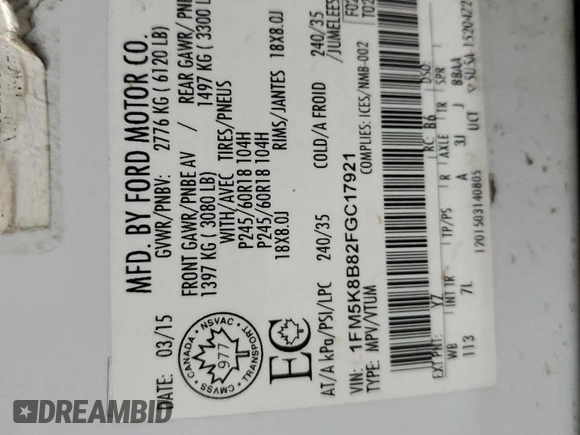 MFD. BY FORD MOTOR CO.
DATE: 03/15 GVWR/PNBV: 2776 KG ( 6120 LB)
FRONT GAWR/PNBE AV / REAR GAWR/
1397 KG ( 3080 LB) 1497 KG ( 3300
WITH/AVEC TIRES/PNEUS
P245/60R18 104H
P245/60R18 104H
18X8.0J RIMS/JANTES 18X8.0J
CANADA NSVAC CMVSS TRANSPORT 977
EC
AT/A kPa/PSI/LPC 240/35 COLD/A FROID 240/35
/JUMELEES
VIN: 1FM5K8B82FGC17921
TYPE: MPV/VTUM COMPLIES: ICES/NMB-002
EXT PNT: YZ RC: B6 DSO:
WB INT TR TP/PS R AXLE TR SPR
113 7L A 3J J BBAA
1201503140805 UCT
DREAMBID